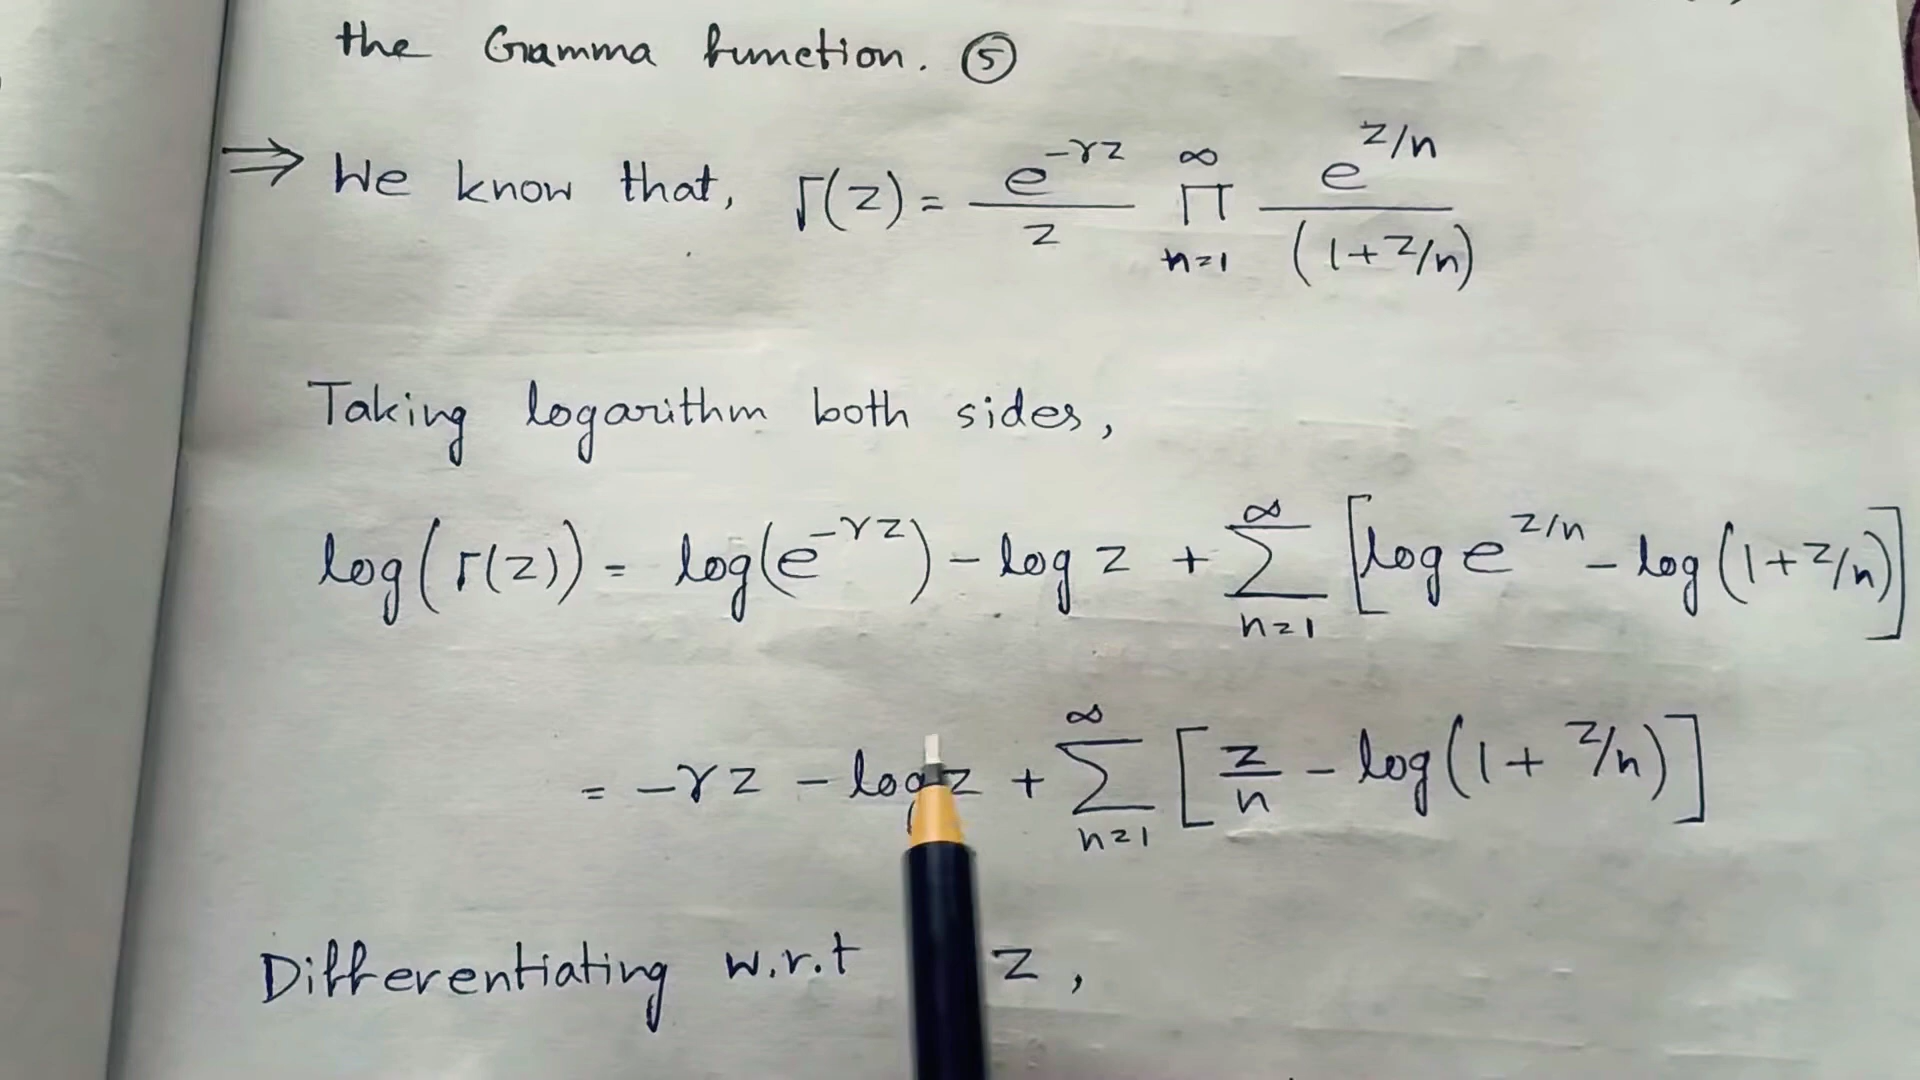 the Gamma function. ⑤
⇒ We know that, Γ(z) = e^{-γz}/z ∏_{n=1}^{∞} e^{z/n}/(1+z/n)
Taking logarithm both sides,
log(Γ(z)) = log(e^{-γz}) - log z + ∑_{n=1}^{∞} [log e^{z/n} - log(1+z/n)]
= -γz - log z + ∑_{n=1}^{∞} [z/n - log(1+z/n)]
Differentiating w.r.t z,